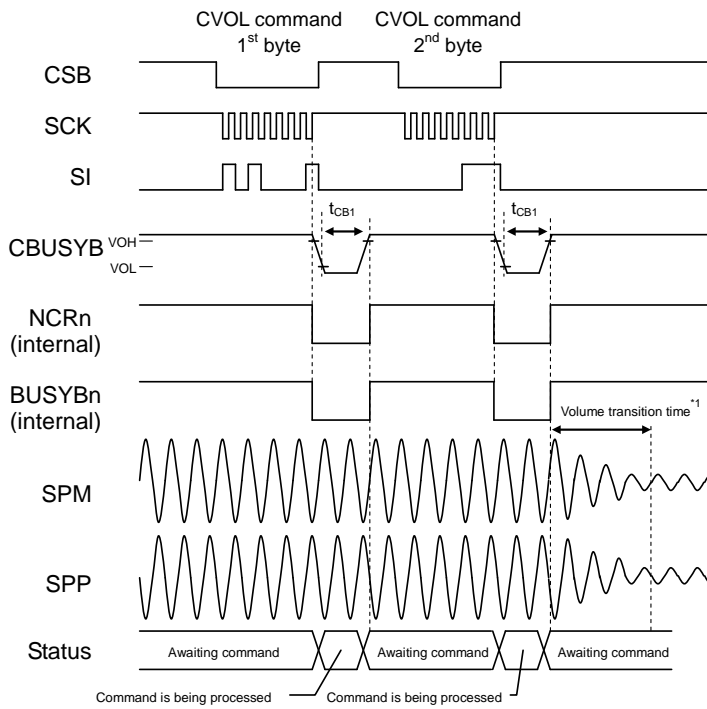 CVOL command
1st byte
CVOL command
2nd byte
CSB
SCK
SI
tCB1
tCB1
CBUSYB
VOH
VOL
NCRn
(internal)
BUSYBn
(internal)
Volume transition time*1
SPM
SPP
Status
Awaiting command
Awaiting command
Awaiting command
Command is being processed
Command is being processed